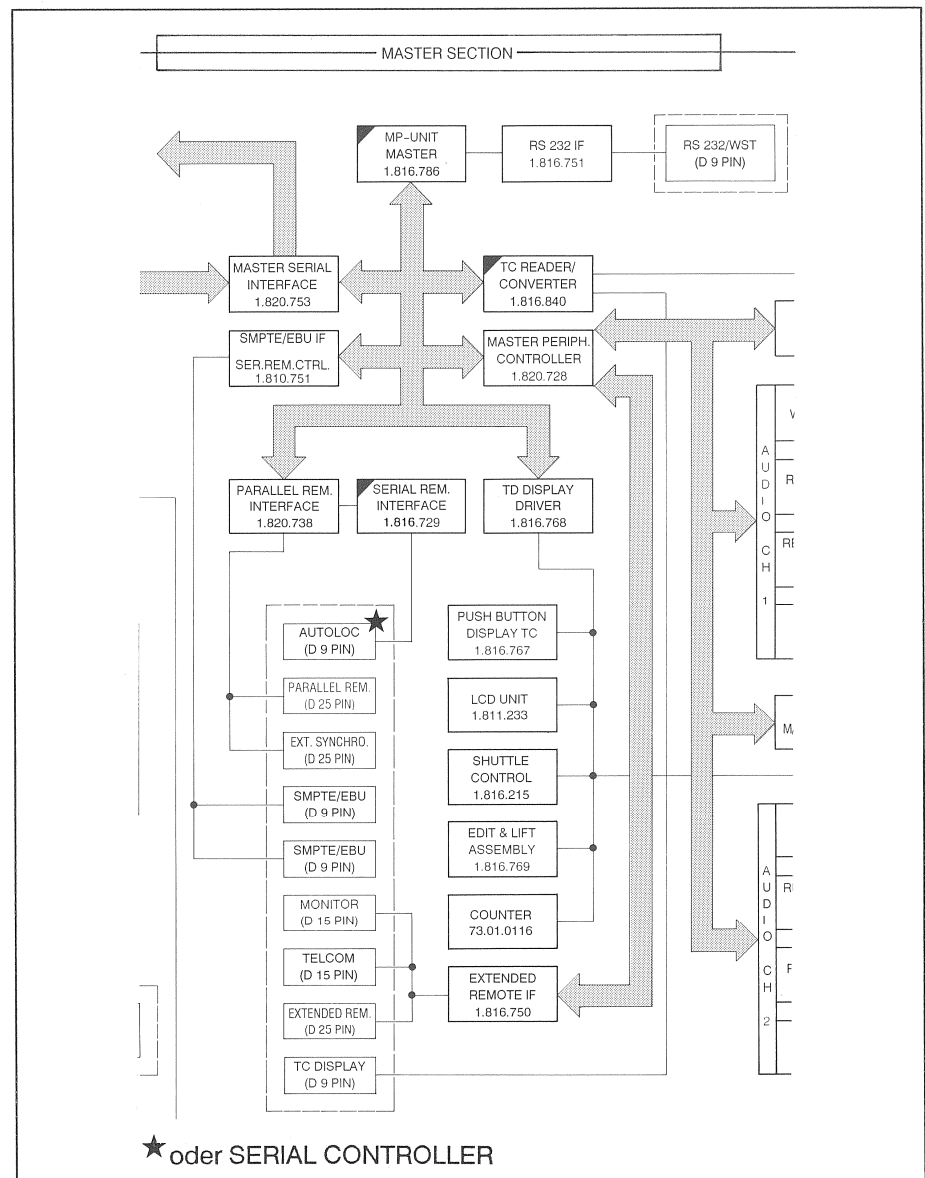 MASTER SECTION
MP-UNIT
MASTER
1.816.786
RS 232 IF
1.816.751
RS 232/WST
(D 9 PIN)
MASTER SERIAL
INTERFACE
1.820.753
TC READER/
CONVERTER
1.816.840
SMPTE/EBU IF
SER.REM.CTRL.
1.810.751
MASTER PERIPH.
CONTROLLER
1.820.728
PARALLEL REM.
INTERFACE
1.820.738
SERIAL REM.
INTERFACE
1.816.729
TD DISPLAY
DRIVER
1.816.768
AUDIO CH 1
R
RE
AUTOLOC
(D 9 PIN)
PARALLEL REM.
(D 25 PIN)
EXT. SYNCHRO.
(D 25 PIN)
SMPTE/EBU
(D 9 PIN)
SMPTE/EBU
(D 9 PIN)
MONITOR
(D 15 PIN)
TELCOM
(D 15 PIN)
EXTENDED REM.
(D 25 PIN)
TC DISPLAY
(D 9 PIN)
PUSH BUTTON
DISPLAY TC
1.816.767
LCD UNIT
1.811.233
SHUTTLE
CONTROL
1.816.215
EDIT & LIFT
ASSEMBLY
1.816.769
COUNTER
73.01.0116
EXTENDED
REMOTE IF
1.816.750
AUDIO CH 2
★ oder SERIAL CONTROLLER